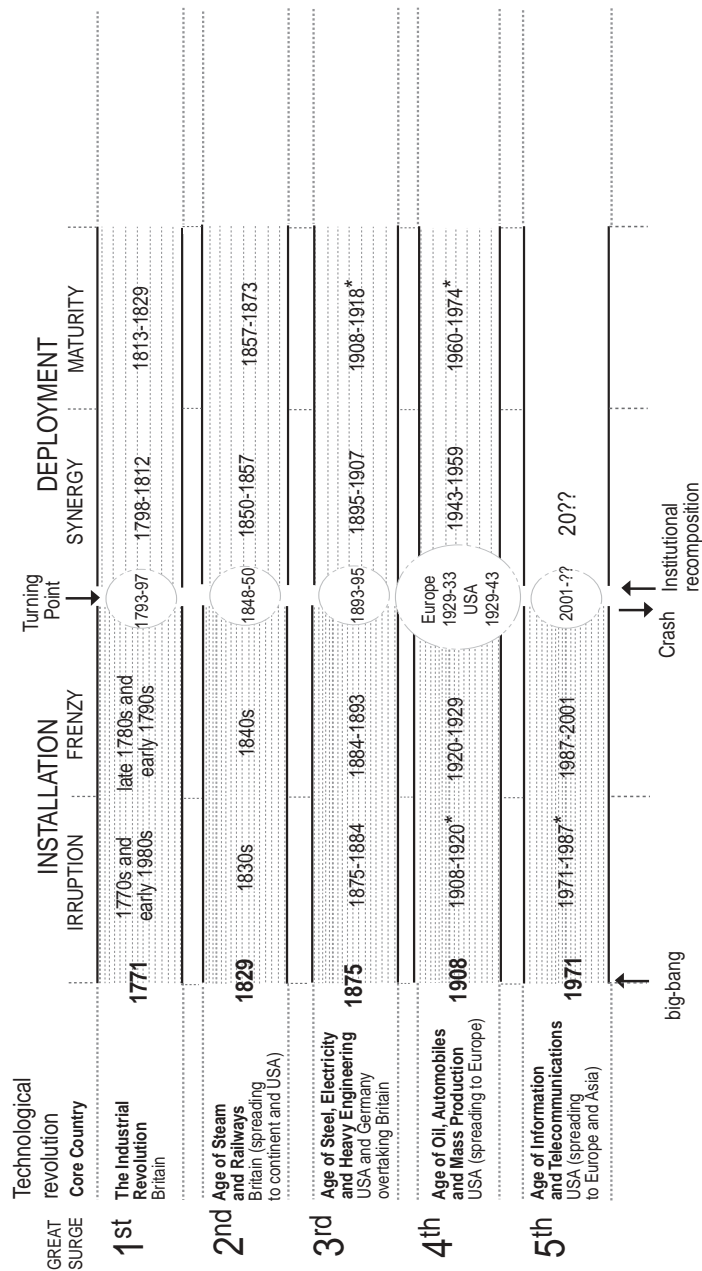 GREAT
SURGE
Technological
revolution
Core Country
INSTALLATION
IRRUPTION
FRENZY
Turning
Point
DEPLOYMENT
SYNERGY
MATURITY
1st
The Industrial
Revolution
Britain
1771
1770s and
early 1980s
late 1780s and
early 1790s
1793-97
1798-1812
1813-1829
2nd
Age of Steam
and Railways
Britain (spreading
to continent and USA)
1829
1830s
1840s
1848-50
1850-1857
1857-1873
3rd
Age of Steel, Electricity
and Heavy Engineering
USA and Germany
overtaking Britain
1875
1875-1884
1884-1893
1893-95
1895-1907
1908-1918*
4th
Age of Oil, Automobiles
and Mass Production
USA (spreading to Europe)
1908
1908-1920*
1920-1929
Europe
1929-33
USA
1929-43
1943-1959
1960-1974*
5th
Age of Information
and Telecommunications
USA (spreading
to Europe and Asia)
1971
1971-1987*
1987-2001
2001-??
20??
big-bang
Crash
Institutional
recomposition